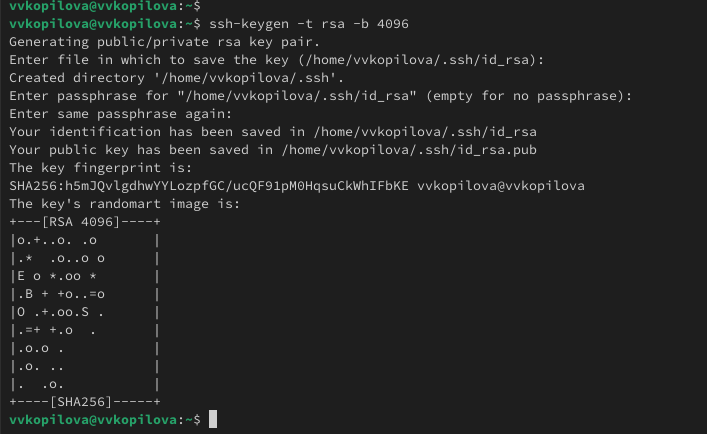 vvkopilova@vvkopilova:~$
vvkopilova@vvkopilova:~$ ssh-keygen -t rsa -b 4096
Generating public/private rsa key pair.
Enter file in which to save the key (/home/vvkopilova/.ssh/id_rsa):
Created directory '/home/vvkopilova/.ssh'.
Enter passphrase for "/home/vvkopilova/.ssh/id_rsa" (empty for no passphrase):
Enter same passphrase again:
Your identification has been saved in /home/vvkopilova/.ssh/id_rsa
Your public key has been saved in /home/vvkopilova/.ssh/id_rsa.pub
The key fingerprint is:
SHA256:h5mJQvlgdhwYYLozpfGC/ucQF91pM0HqsuCkWhIFbKE vvkopilova@vvkopilova
The key's randomart image is:
+---[RSA 4096]----+
|o.+..o. .o       |
|.*  .o..o o      |
|E o *.oo *       |
|.B + +o..=o      |
|O .+.oo.S .      |
|.=+ +.o  .       |
|.o.o .           |
|.o. ..           |
|.  .o.           |
+----[SHA256]-----+
vvkopilova@vvkopilova:~$